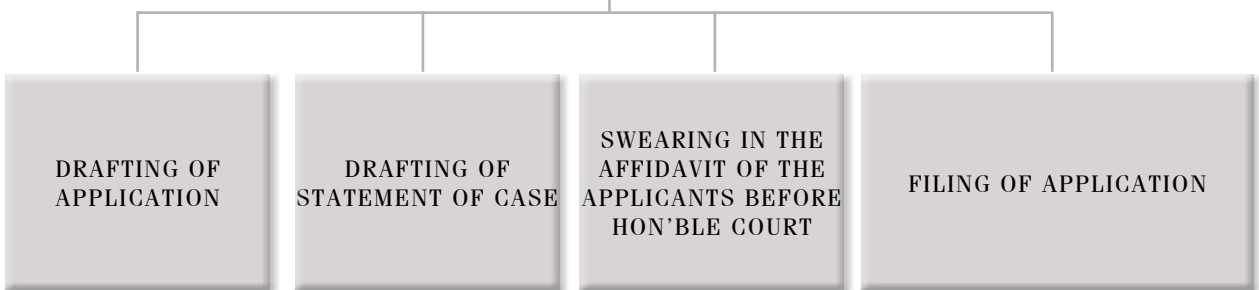 DRAFTING OF
APPLICATION
DRAFTING OF
STATEMENT OF CASE
SWEARING IN THE
AFFIDAVIT OF THE
APPLICANTS BEFORE
HON’BLE COURT
FILING OF APPLICATION